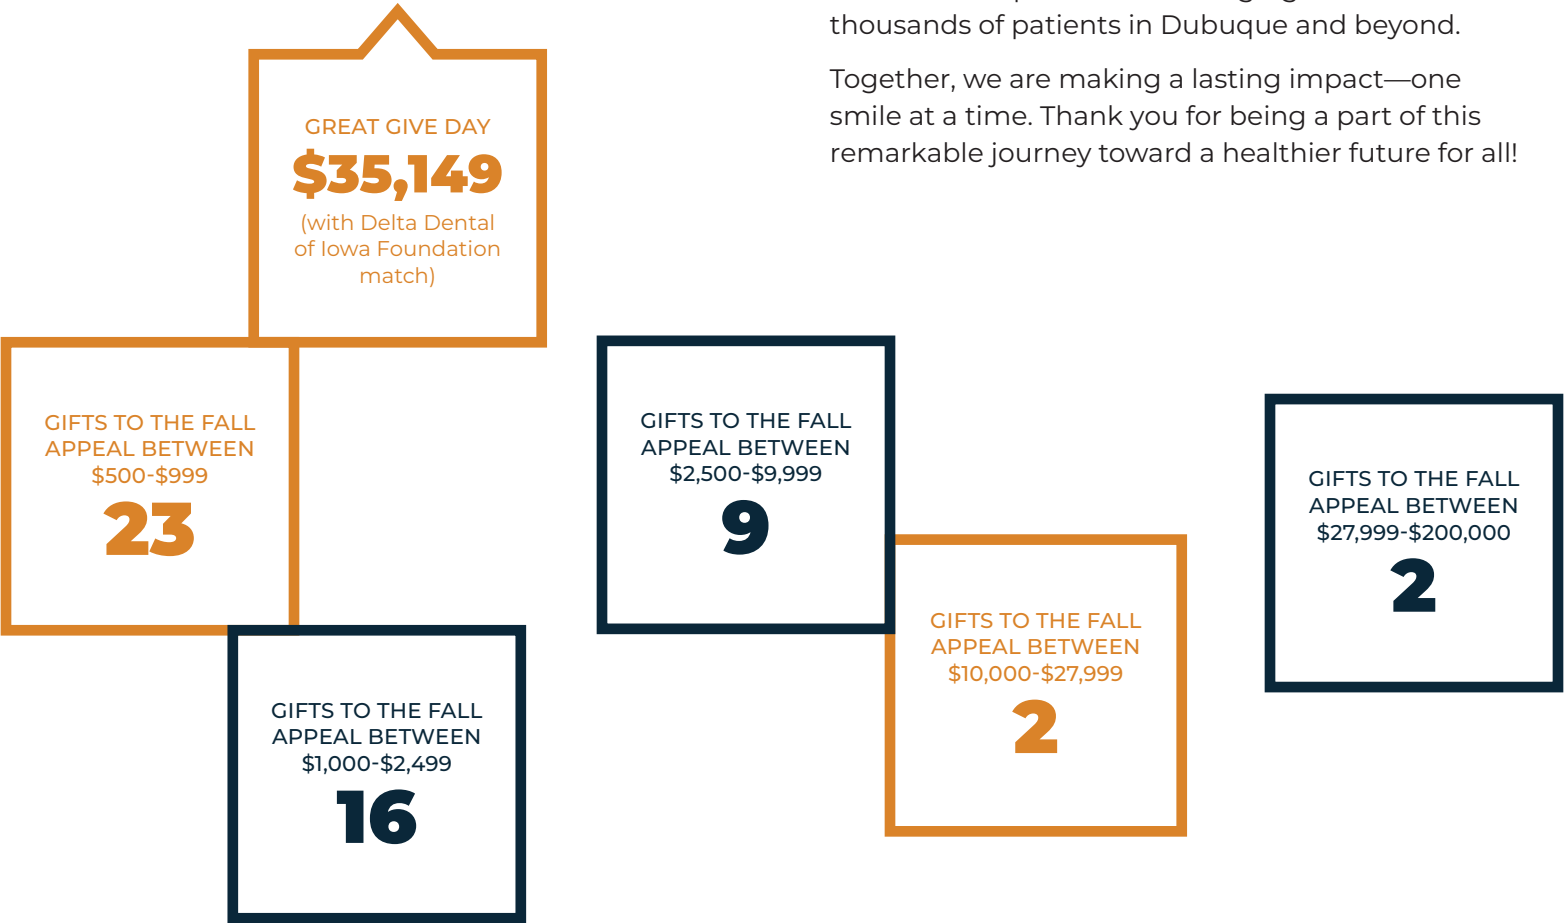 thousands of patients in Dubuque and beyond.
Together, we are making a lasting impact—one
smile at a time. Thank you for being a part of this
remarkable journey toward a healthier future for all!
GREAT GIVE DAY
$35,149
(with Delta Dental
of Iowa Foundation
match)
GIFTS TO THE FALL
APPEAL BETWEEN
$500-$999
23
GIFTS TO THE FALL
APPEAL BETWEEN
$1,000-$2,499
16
GIFTS TO THE FALL
APPEAL BETWEEN
$2,500-$9,999
9
GIFTS TO THE FALL
APPEAL BETWEEN
$10,000-$27,999
2
GIFTS TO THE FALL
APPEAL BETWEEN
$27,999-$200,000
2